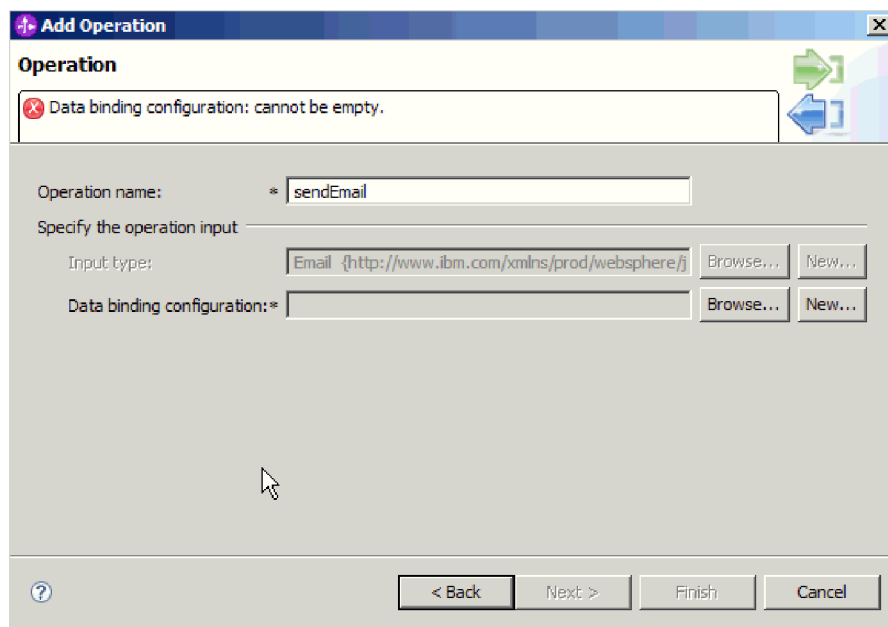 Add Operation
Operation
Data binding configuration: cannot be empty.
Operation name: * sendEmail
Specify the operation input
Input type: Email {http://www.ibm.com/xmlns/prod/websphere/j Browse... New...
Data binding configuration:* Browse... New...
? < Back Next > Finish Cancel